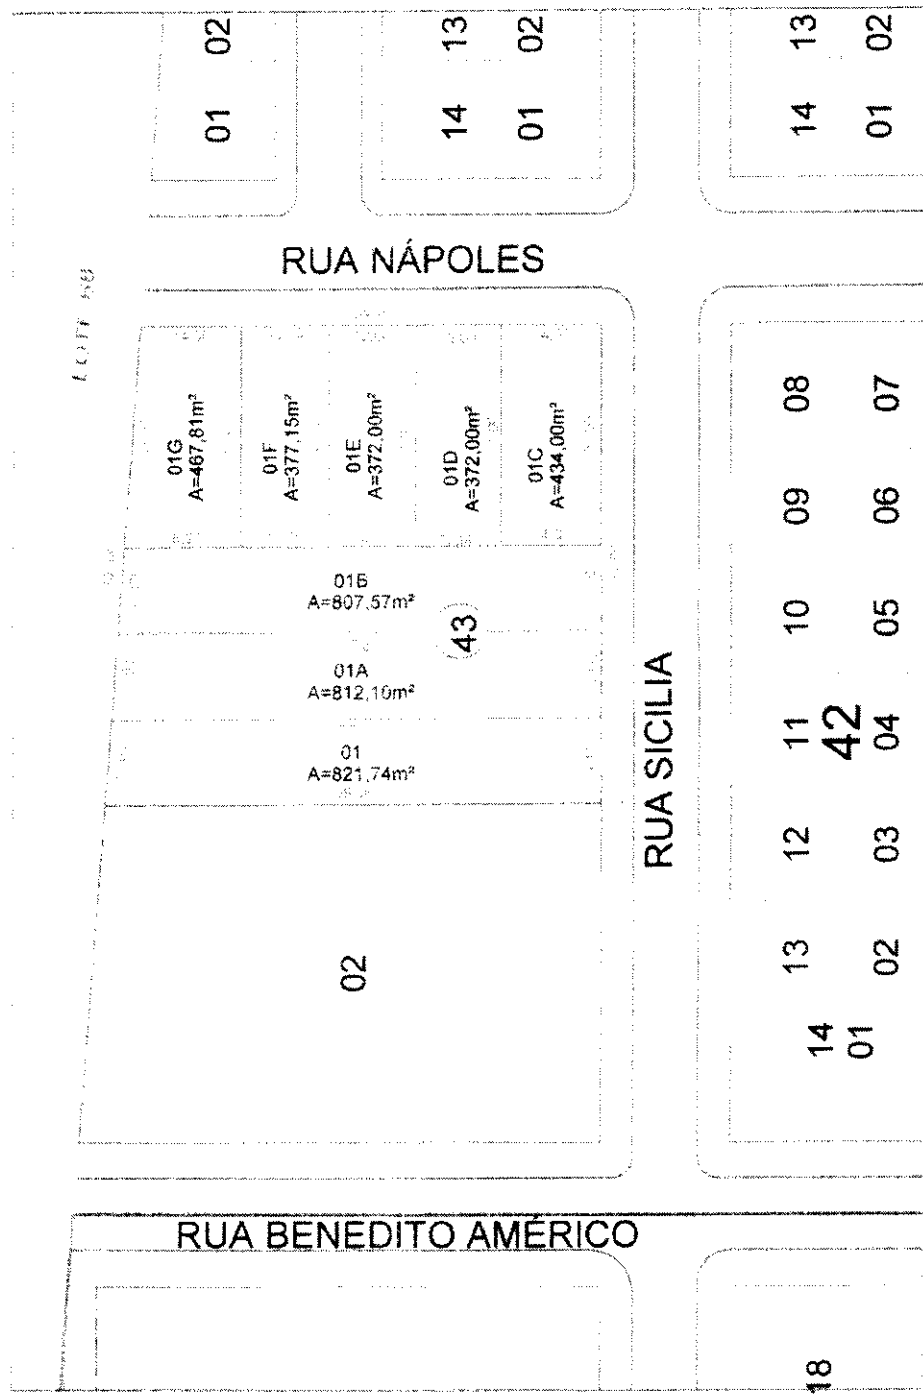 02
01
13
02
14
01
13
02
14
01
RUA NÁPOLES
01G
A=467,81m²
01F
A=377,15m²
01E
A=372,00m²
01D
A=372,00m²
01C
A=434,00m²
01B
A=807,57m²
43
01A
A=812,10m²
01
A=821,74m²
02
RUA SICILIA
08
07
09
06
10
05
11
42
04
12
03
13
02
14
01
RUA BENEDITO AMÉRICO
18